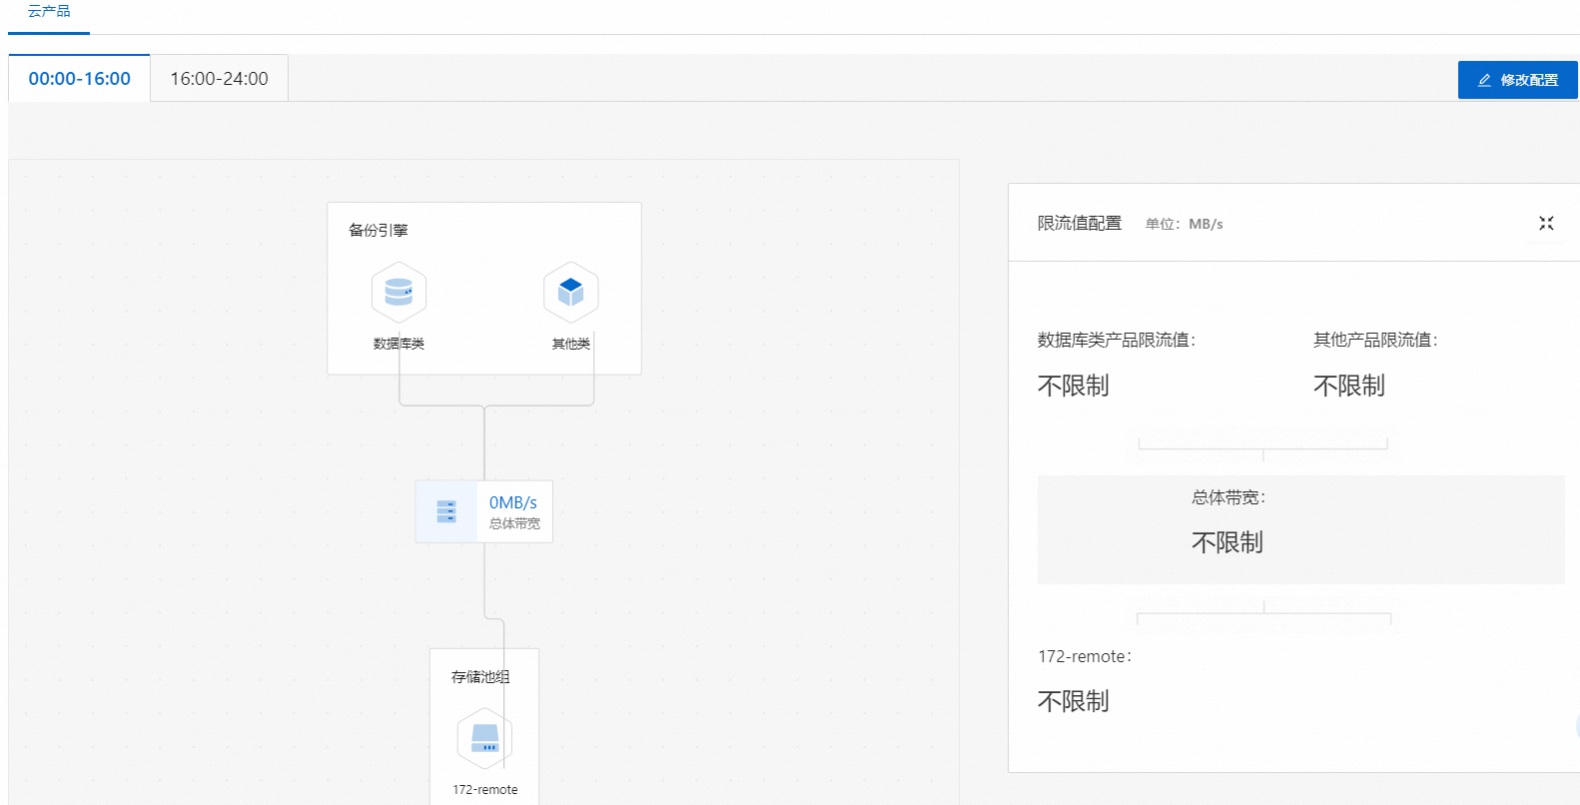 云产品
00:00-16:00
16:00-24:00
修改配置
备份引擎
数据库类
其他类
0MB/s
总体带宽
存储池组
172-remote
限流值配置 单位：MB/s
数据库类产品限流值：
其他产品限流值：
不限制
不限制
总体带宽：
不限制
172-remote：
不限制